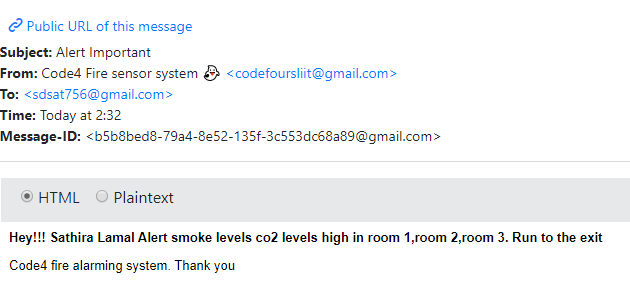 Public URL of this message
Subject: Alert Important
From: Code4 Fire sensor system 👻 <codefoursliit@gmail.com>
To: <sdsat756@gmail.com>
Time: Today at 2:32
Message-ID: <b5b8bed8-79a4-8e52-135f-3c553dc68a89@gmail.com>
HTML Plaintext
Hey!!! Sathira Lamal Alert smoke levels co2 levels high in room 1,room 2,room 3. Run to the exit
Code4 fire alarming system. Thank you